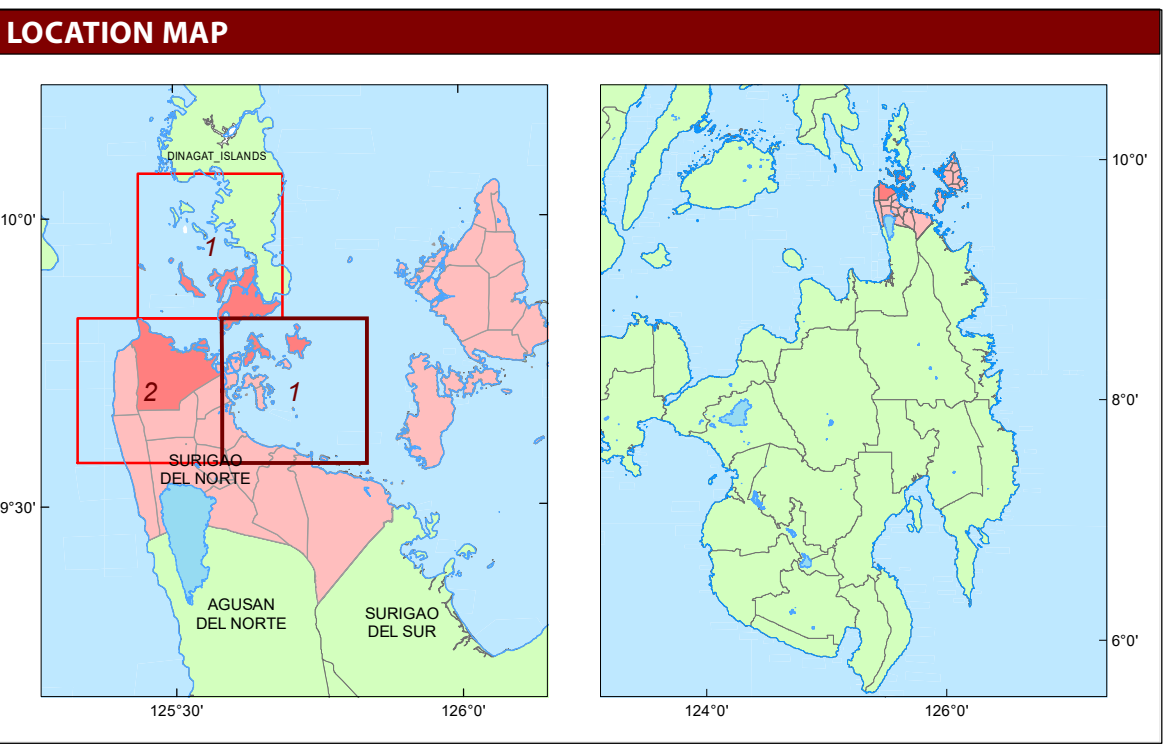 LOCATION MAP
DINAGAT_ISLANDS
10°0'
1
2
1
SURIGAO
DEL NORTE
9°30'
AGUSAN
DEL NORTE
SURIGAO
DEL SUR
125°30'
126°0'
10°0'
8°0'
6°0'
124°0'
126°0'